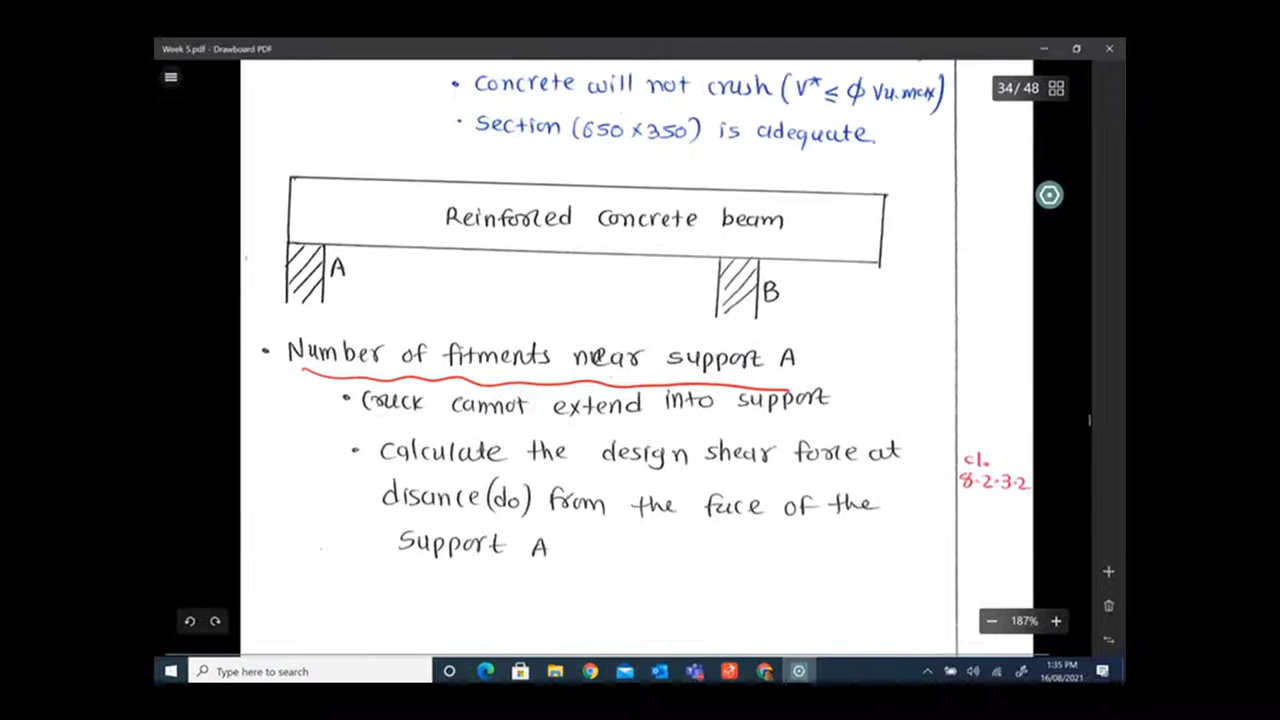 Week 5.pdf - Drawboard PDF
• Concrete will not crush (V* ≤ ϕ Vu.max)
34 / 48
• Section (650 × 350) is adequate.
Reinforced concrete beam
A
B
• Number of fitments near support A
• Crack cannot extend into support
• Calculate the design shear force at
cl.
8.2.3.2
disance (do) from the face of the
Support A
187%
Type here to search
1:35 PM
16/08/2021